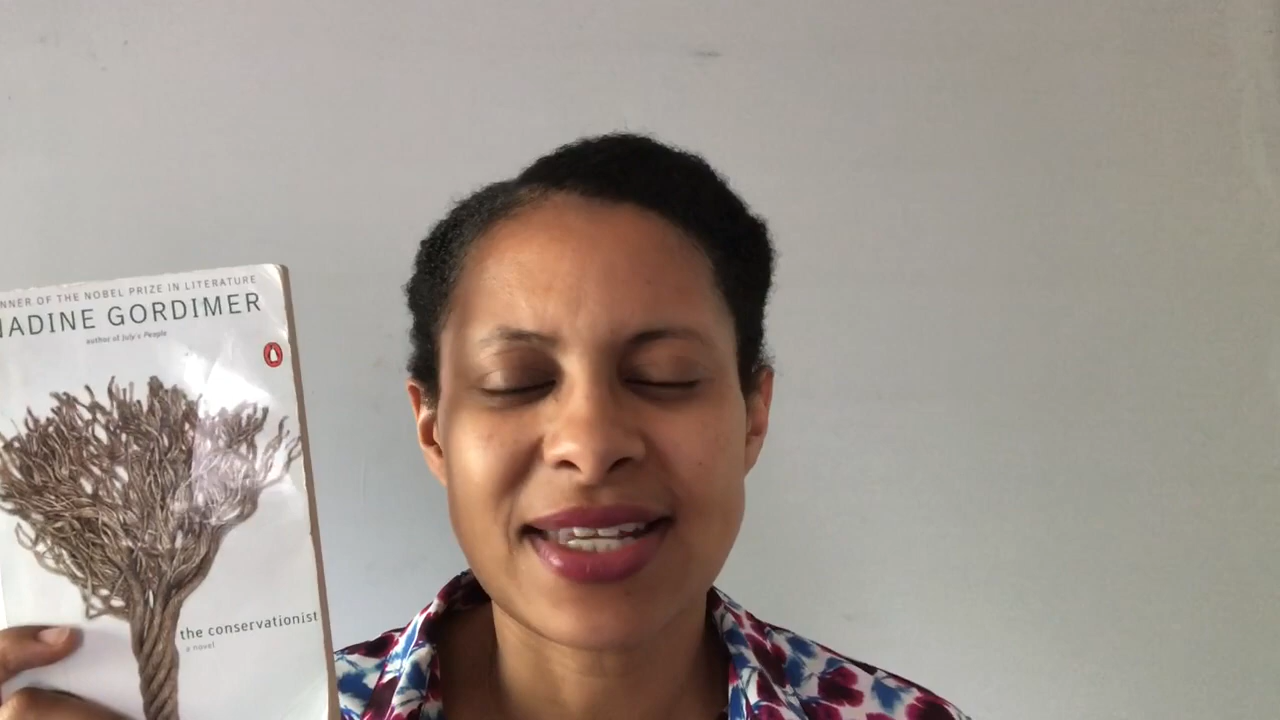 NNER OF THE NOBEL PRIZE IN LITERATURE
NADINE GORDIMER
author of July's People
the conservationist
a novel